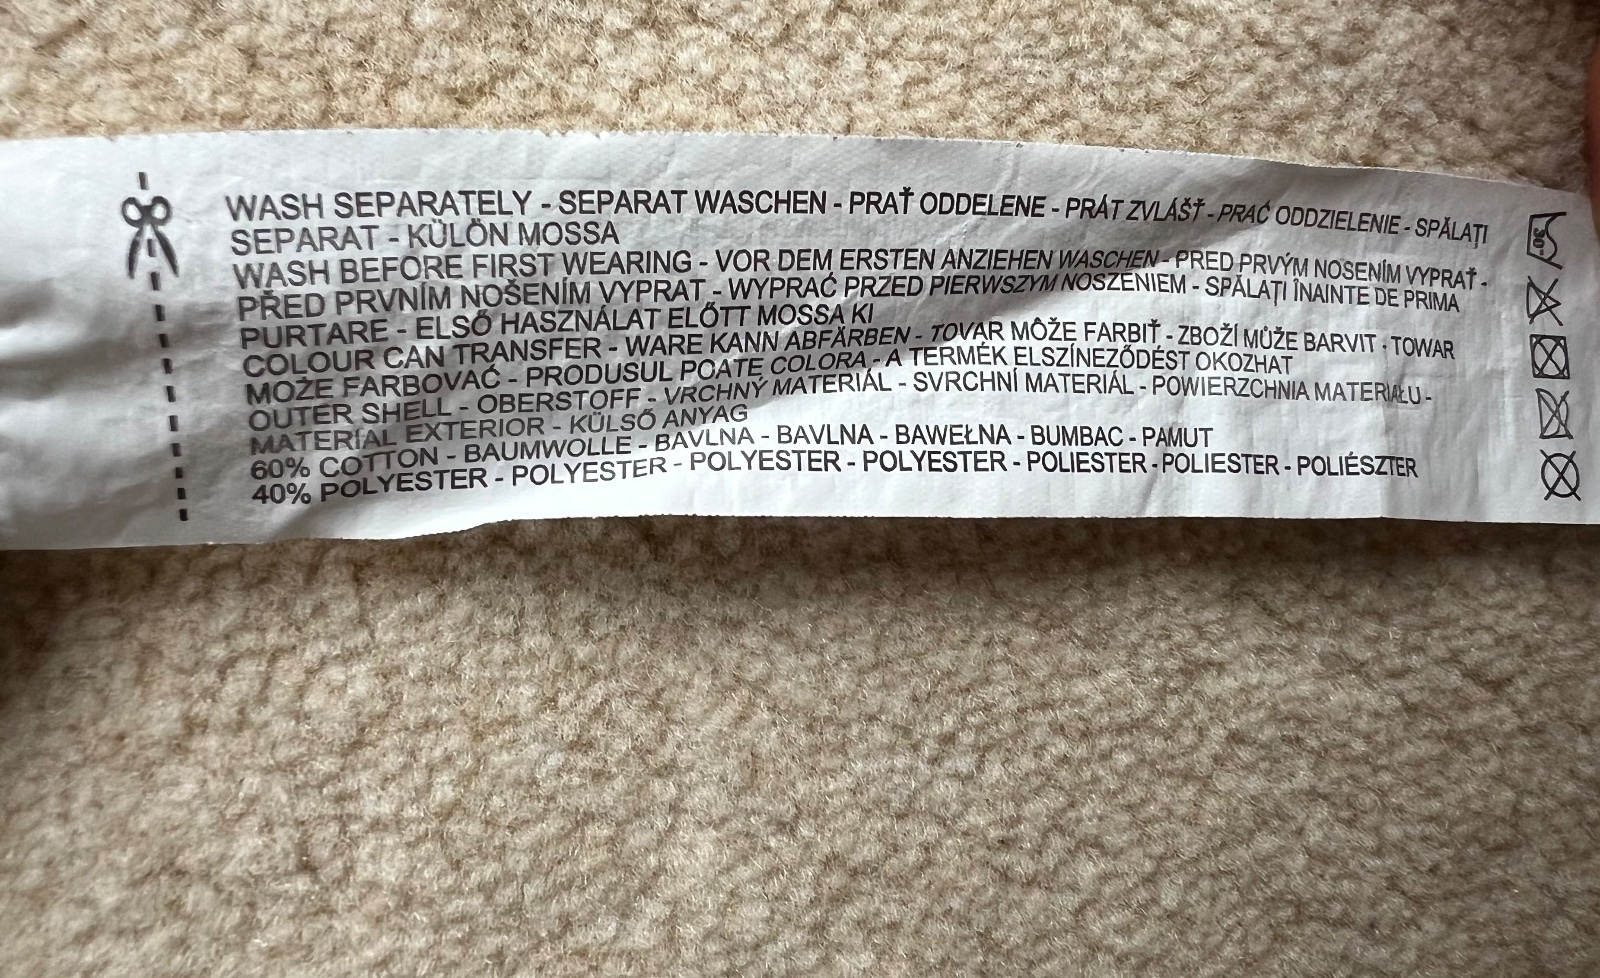 WASH SEPARATELY - SEPARAT WASCHEN - PRAŤ ODDELENE - PRÁT ZVLÁŠŤ - PRAĆ ODDZIELENIE - SPĂLAȚI
SEPARAT - KÜLÖN MOSSA
WASH BEFORE FIRST WEARING - VOR DEM ERSTEN ANZIEHEN WASCHEN - PRED PRVÝM NOSENÍM VYPRAŤ -
PŘED PRVNÍM NOŠENÍM VYPRAT - WYPRAĆ PRZED PIERWSZYM NOSZENIEM - SPĂLAȚI ÎNAINTE DE PRIMA
PURTARE - ELSŐ HASZNÁLAT ELŐTT MOSSA KI
COLOUR CAN TRANSFER - WARE KANN ABFÄRBEN - TOVAR MÔŽE FARBIŤ - ZBOŽÍ MŮŽE BARVIT - TOWAR
MOŻE FARBOVAĆ - PRODUSUL POATE COLORA - A TERMÉK ELSZÍNEZŐDÉST OKOZHAT
OUTER SHELL - OBERSTOFF - VRCHNÝ MATERIÁL - SVRCHNÍ MATERIÁL - POWIERZCHNIA MATERIAŁU -
MATERIAL EXTERIOR - KÜLSŐ ANYAG
60% COTTON - BAUMWOLLE - BAVLNA - BAVLNA - BAWEŁNA - BUMBAC - PAMUT
40% POLYESTER - POLYESTER - POLYESTER - POLYESTER - POLIESTER - POLIESTER - POLIÉSZTER
30